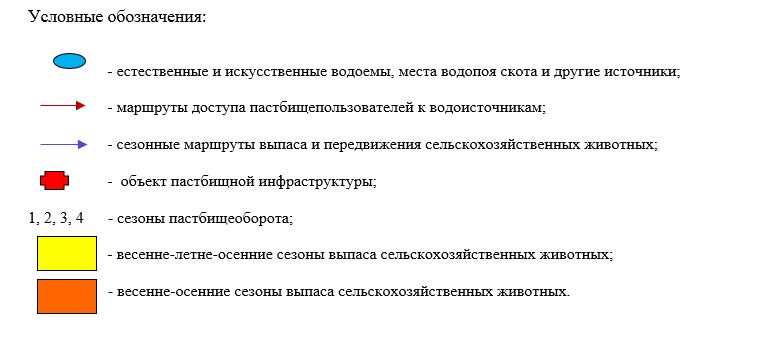 Условные обозначения:
- естественные и искусственные водоемы, места водопоя скота и другие источники;
- маршруты доступа пастбищепользователей к водоисточникам;
- сезонные маршруты выпаса и передвижения сельскохозяйственных животных;
- объект пастбищной инфраструктуры;
1, 2, 3, 4 - сезоны пастбищеоборота;
- весенне-летне-осенние сезоны выпаса сельскохозяйственных животных;
- весенне-осенние сезоны выпаса сельскохозяйственных животных.